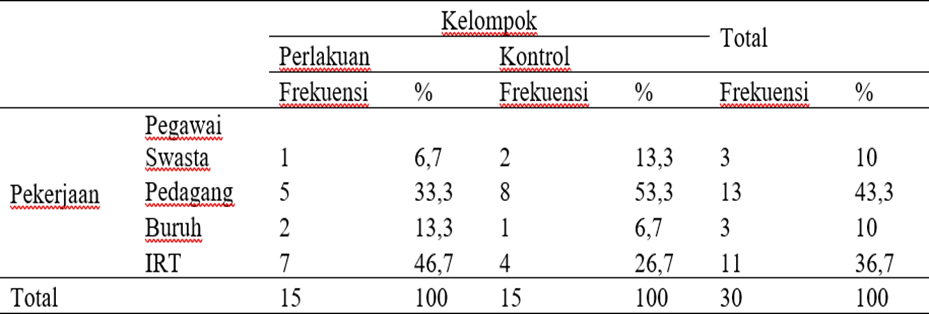 Kelompok Total
Perlakuan Kontrol
Frekuensi % Frekuensi % Frekuensi %
Pekerjaan
Pegawai
Swasta 1 6,7 2 13,3 3 10
Pedagang 5 33,3 8 53,3 13 43,3
Buruh 2 13,3 1 6,7 3 10
IRT 7 46,7 4 26,7 11 36,7
Total 15 100 15 100 30 100